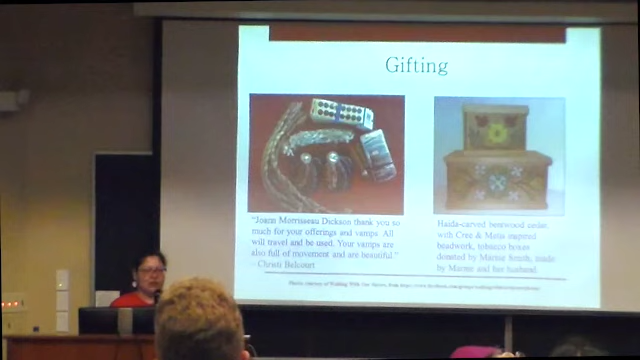 Gifting
"Joann Morrisseau Dickson thank you so
much for your offerings and vamps. All
will travel and be used. Your vamps are
also full of movement and are beautiful."
- Christi Belcourt
Haida-carved bentwood cedar,
with Cree & Metis inspired
beadwork, tobacco boxes
donated by Marnie Smith, made
by Marnie and her husband.